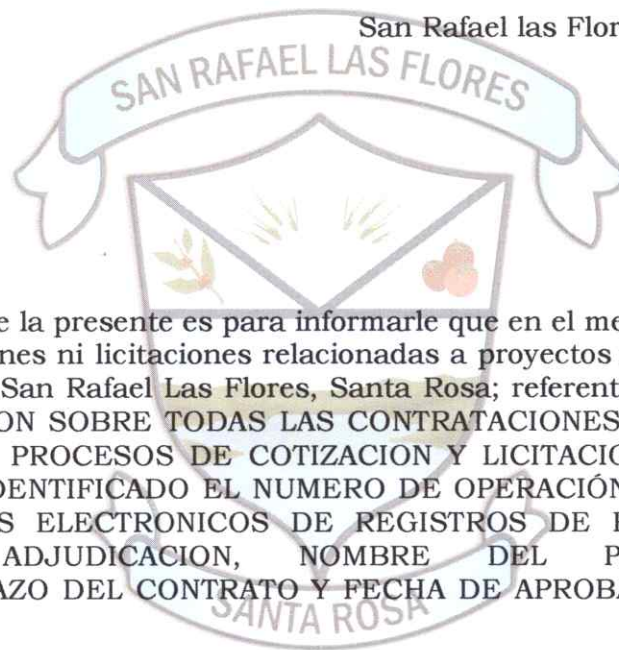 San Rafael las Flor
SAN RAFAEL LAS FLORES
e la presente es para informarle que en el me
nes ni licitaciones relacionadas a proyectos
San Rafael Las Flores, Santa Rosa; referent
ON SOBRE TODAS LAS CONTRATACIONES
PROCESOS DE COTIZACION Y LICITACIO
DENTIFICADO EL NUMERO DE OPERACIÓN
S ELECTRONICOS DE REGISTROS DE
ADJUDICACION, NOMBRE DEL P
AZO DEL CONTRATO Y FECHA DE APROBA
SANTA ROSA